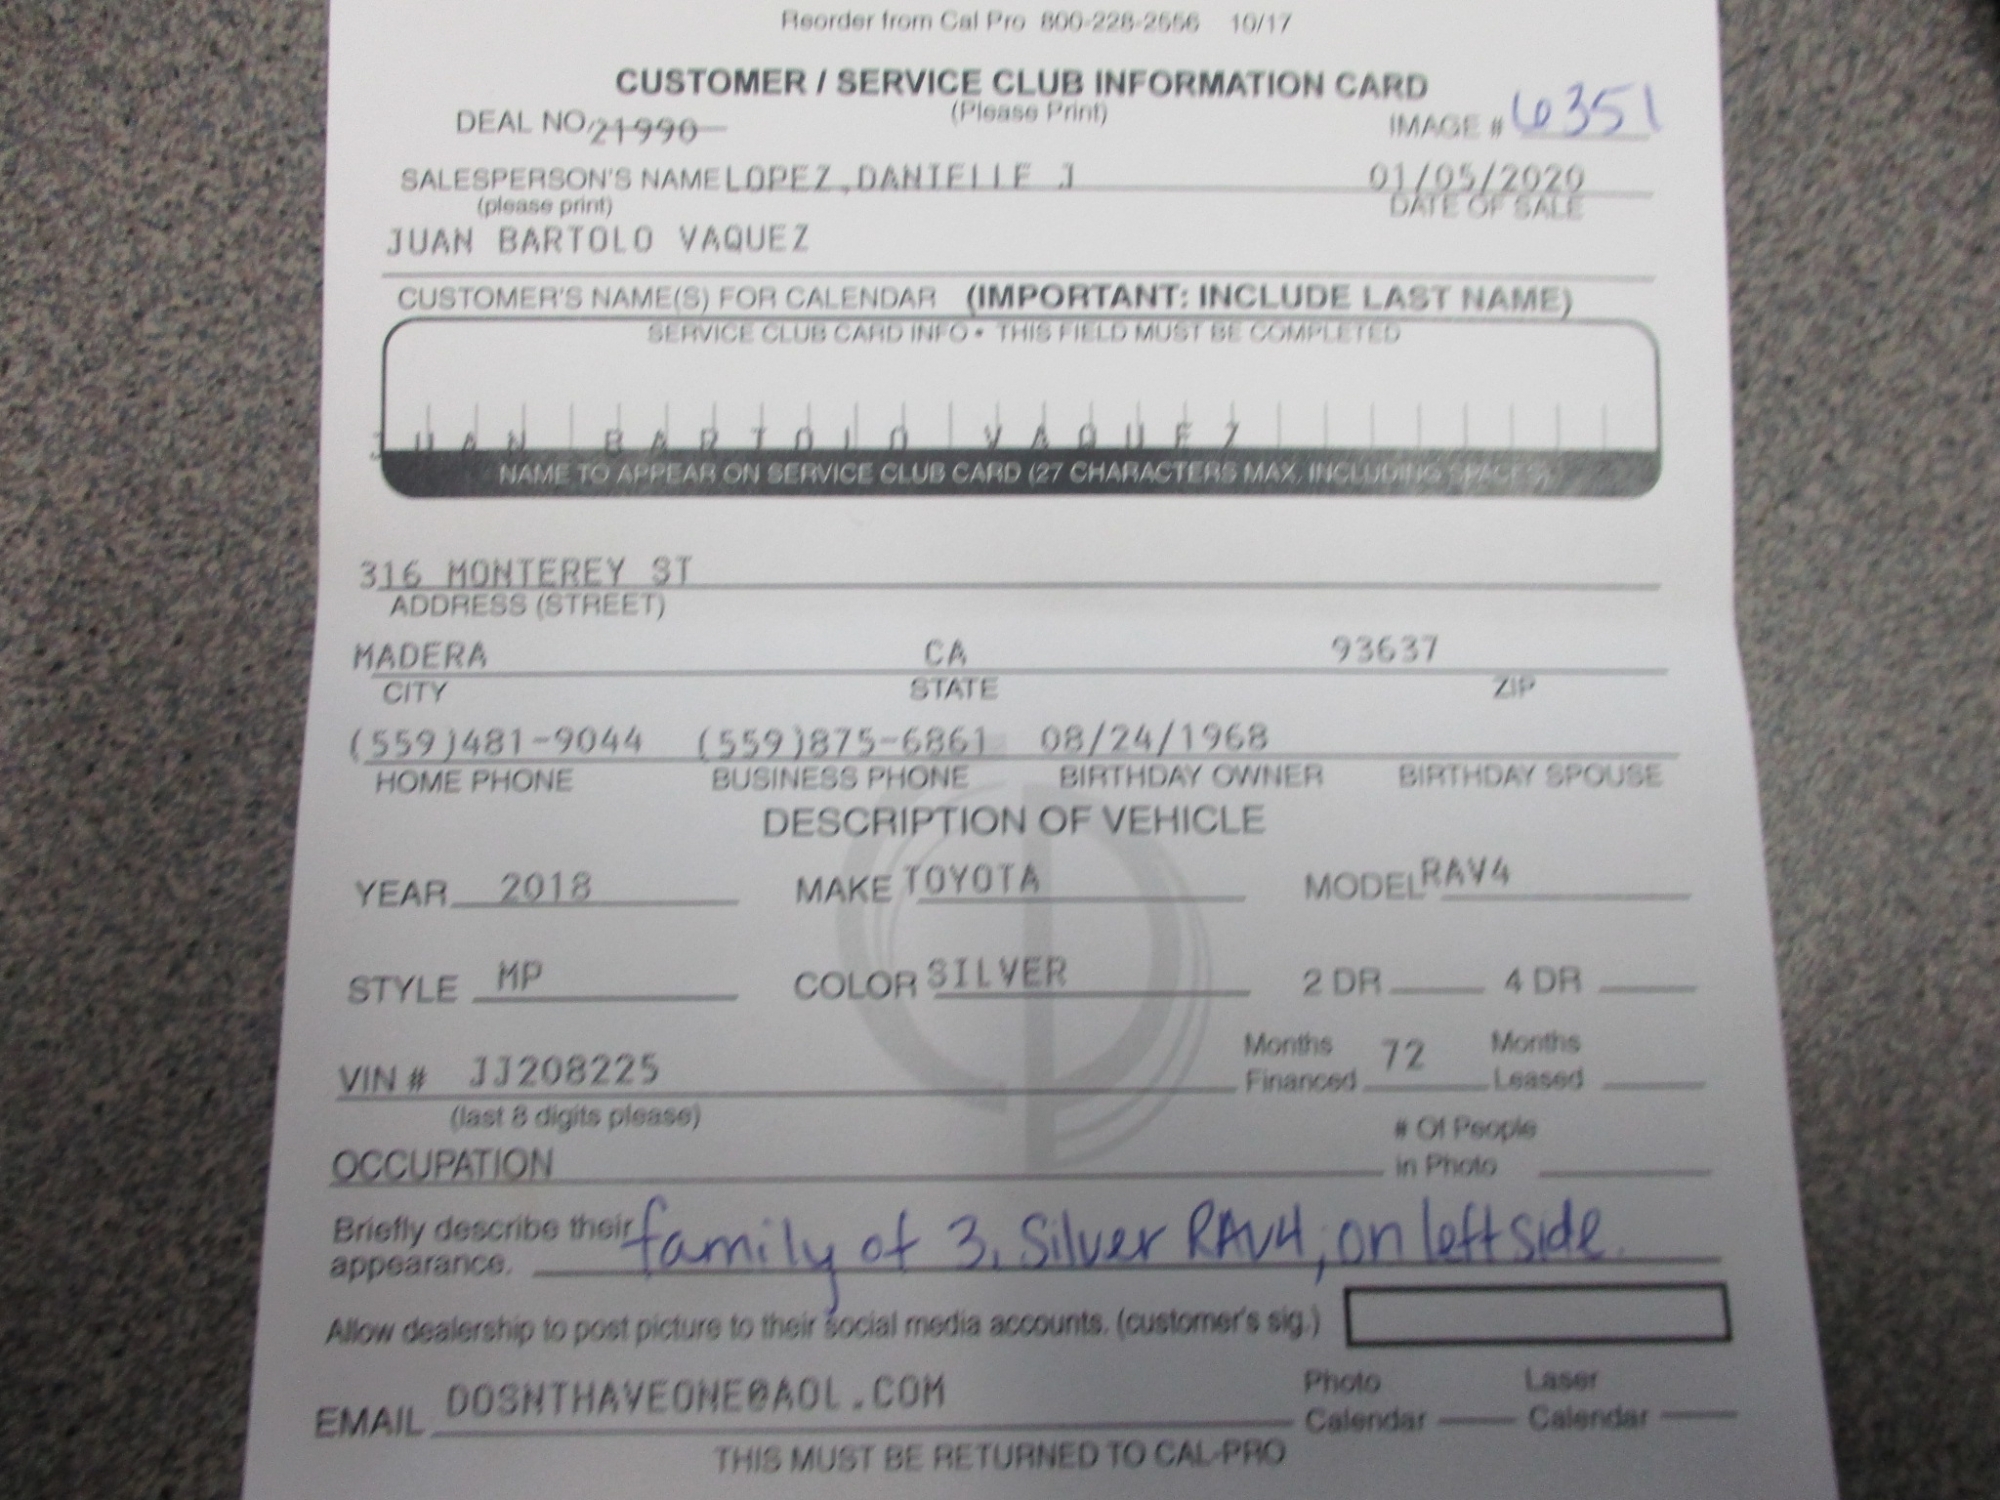 Reorder from Cal Pro 800-228-2556 10/17
CUSTOMER / SERVICE CLUB INFORMATION CARD
(Please Print)
DEAL NO. 21990 IMAGE # 6351
SALESPERSON'S NAME LOPEZ, DANIELLE J 01/05/2020
(please print) DATE OF SALE
JUAN BARTOLO VAQUEZ
CUSTOMER'S NAME(S) FOR CALENDAR (IMPORTANT: INCLUDE LAST NAME)
SERVICE CLUB CARD INFO • THIS FIELD MUST BE COMPLETED
JUAN BARTOLO VAQUEZ
NAME TO APPEAR ON SERVICE CLUB CARD (27 CHARACTERS MAX, INCLUDING SPACES)
316 MONTEREY ST
ADDRESS (STREET)
MADERA CA 93637
CITY STATE ZIP
(559)481-9044 (559)875-6861 08/24/1968
HOME PHONE BUSINESS PHONE BIRTHDAY OWNER BIRTHDAY SPOUSE
DESCRIPTION OF VEHICLE
YEAR 2018 MAKE TOYOTA MODEL RAV4
STYLE MP COLOR SILVER 2 DR 4 DR
VIN # JJ208225 Months Financed 72 Months Leased
(last 8 digits please)
OCCUPATION # Of People in Photo
Briefly describe their appearance. family of 3, Silver RAV4, on left side.
Allow dealership to post picture to their social media accounts. (customer's sig.)
EMAIL DOSNTHAVEONE@AOL.COM Photo Calendar Laser Calendar
THIS MUST BE RETURNED TO CAL-PRO